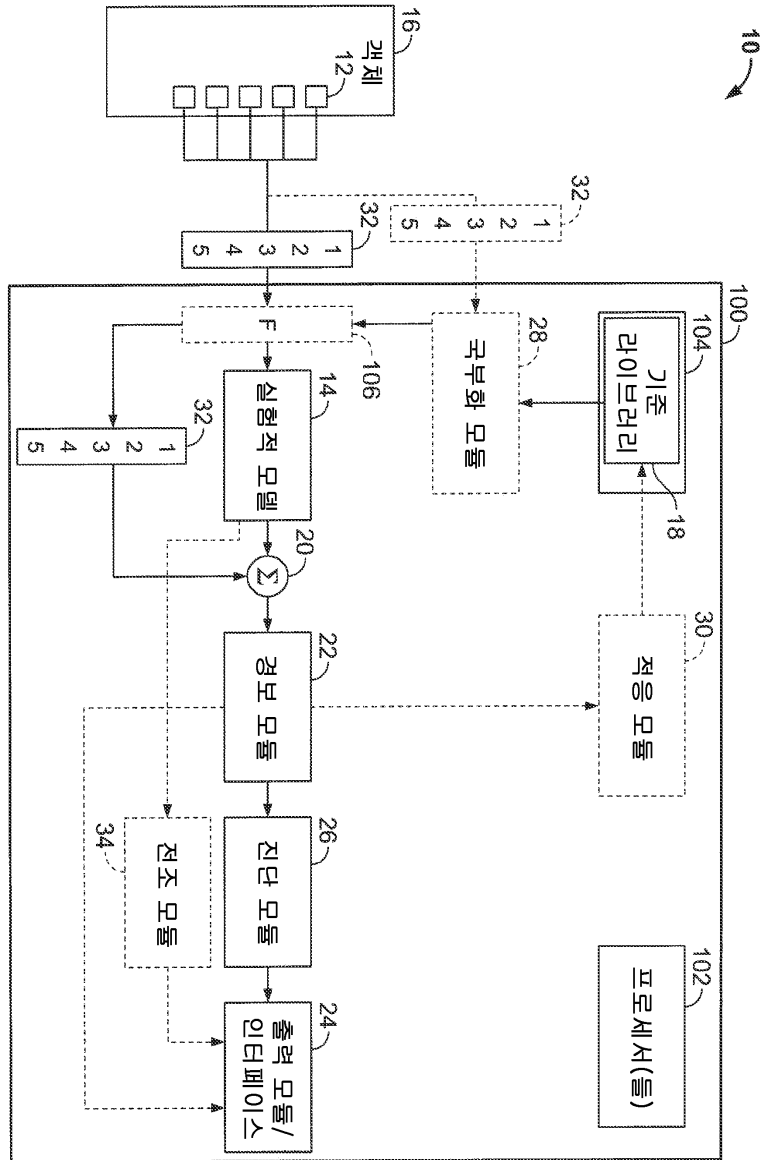 10
100
104
기준
라이브러리
18
30
적응 모듈
102
프로세서(들)
32
1
2
3
4
5
28
국부화 모듈
16
객체
12
32
1
2
3
4
5
F
106
14
실험적 모델
20
Σ
22
경보 모듈
26
진단 모듈
24
출력 모듈/
인터페이스
32
1
2
3
4
5
전조 모듈
34